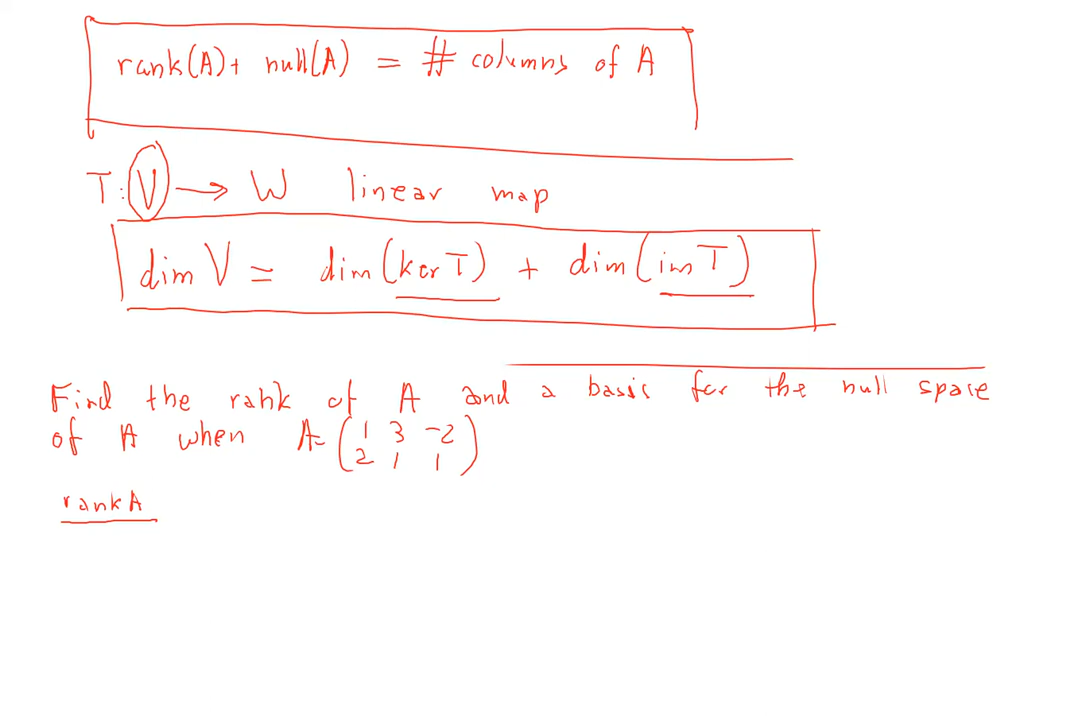 rank(A)+ null(A) = # columns of A
T: V → W linear map
dim V = dim(ker T) + dim(im T)
Find the rank of A and a basis for the null space
of A when A= (1 3 -2
2 1 1)
rank A